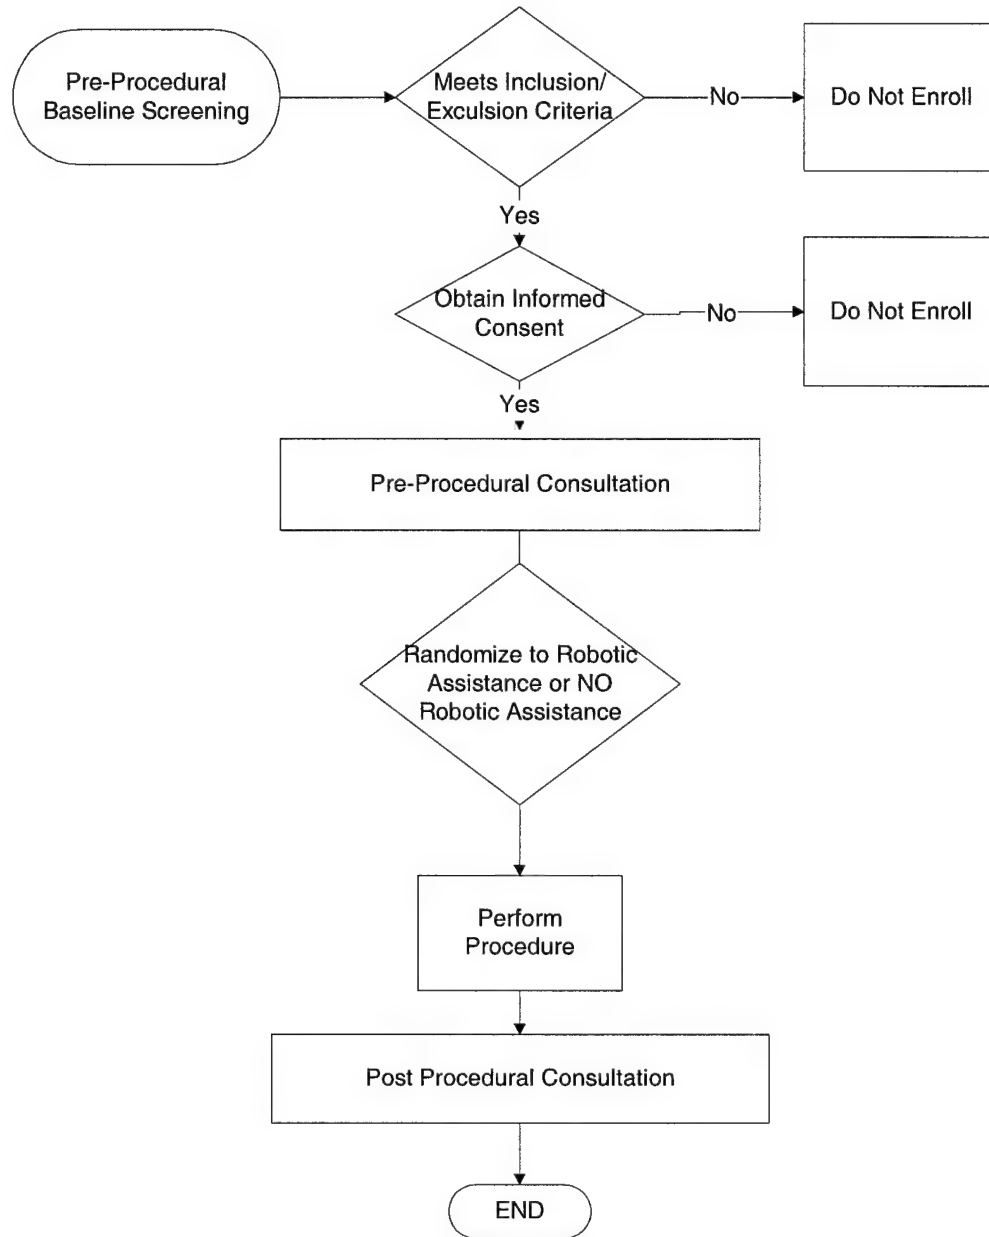 Pre-Procedural
Baseline Screening
Meets Inclusion/
Exculsion Criteria
No
Do Not Enroll
Yes
Obtain Informed
Consent
No
Do Not Enroll
Yes
Pre-Procedural Consultation
Randomize to Robotic
Assistance or NO
Robotic Assistance
Perform
Procedure
Post Procedural Consultation
END